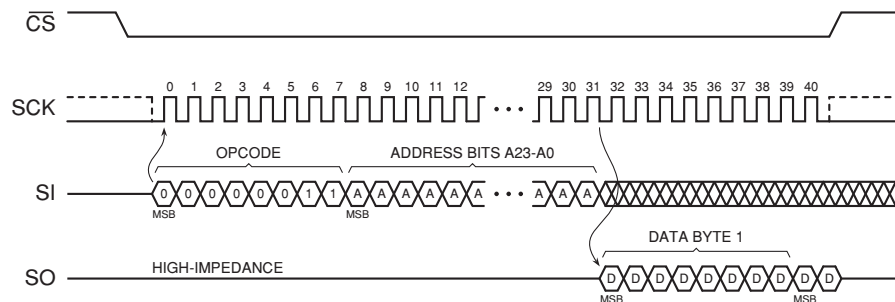 CS
0 1 2 3 4 5 6 7 8 9 10 11 12 29 30 31 32 33 34 35 36 37 38 39 40
SCK
OPCODE ADDRESS BITS A23-A0
SI 0 0 0 0 0 0 1 1 A A A A A A A A A
MSB MSB
DATA BYTE 1
HIGH-IMPEDANCE
SO D D D D D D D D D D
MSB MSB